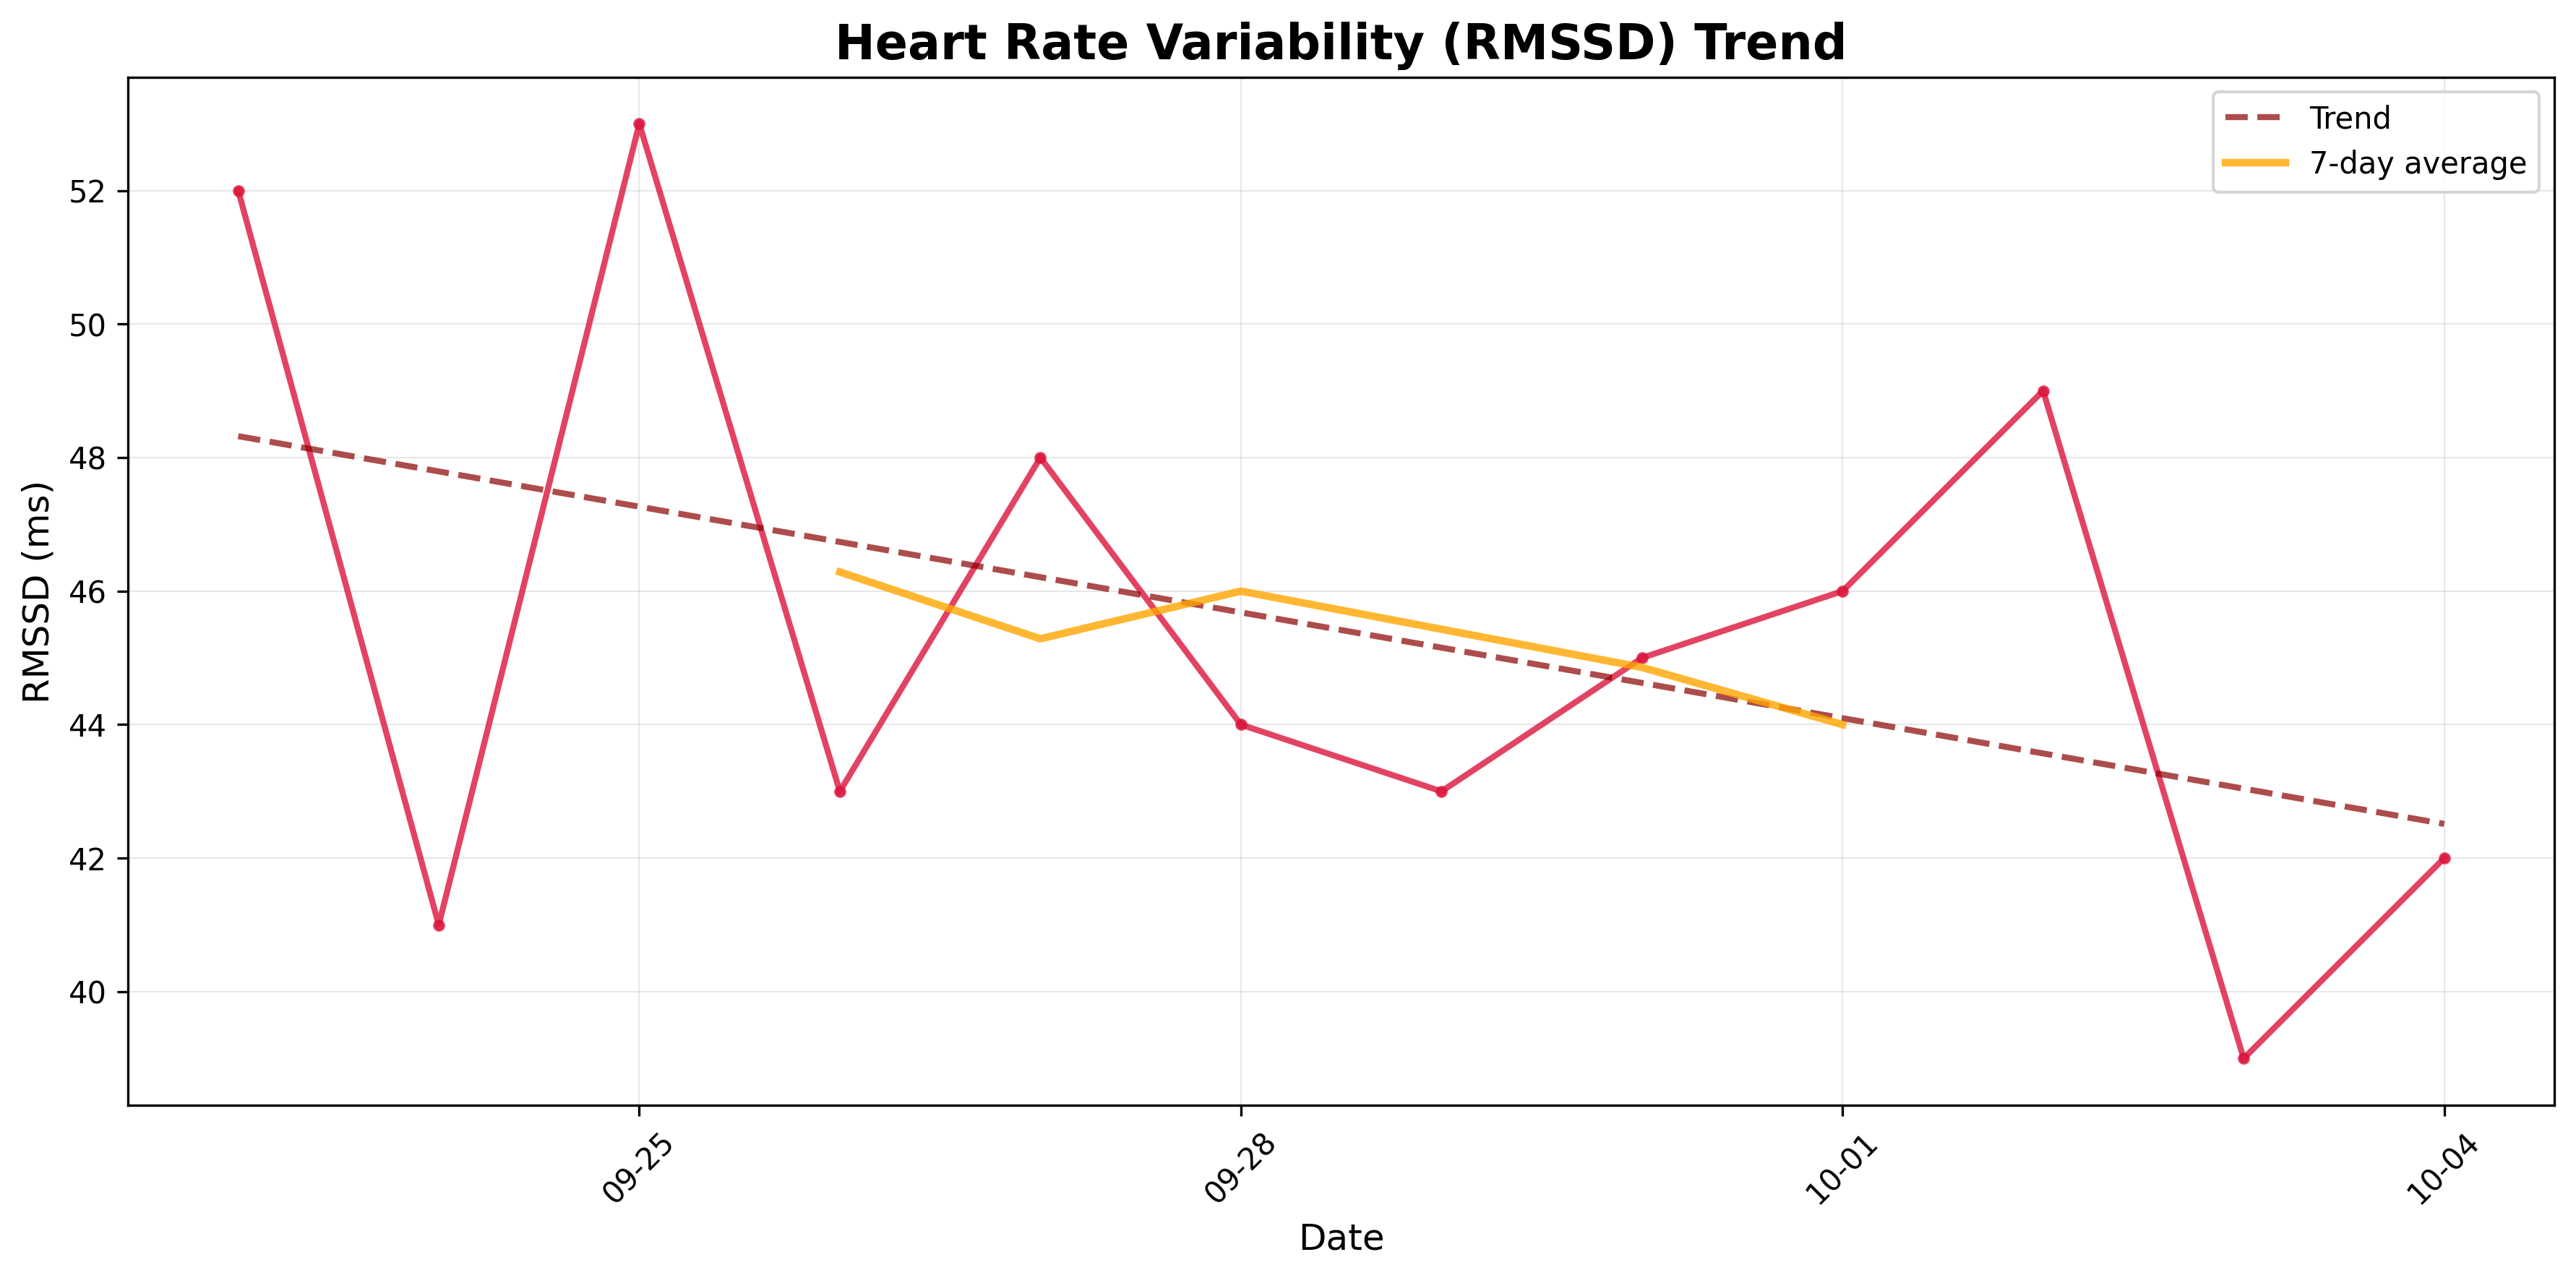 Heart Rate Variability (RMSSD) Trend
Trend
7-day average
RMSSD (ms)
52
50
48
46
44
42
40
09-25
09-28
10-01
10-04
Date